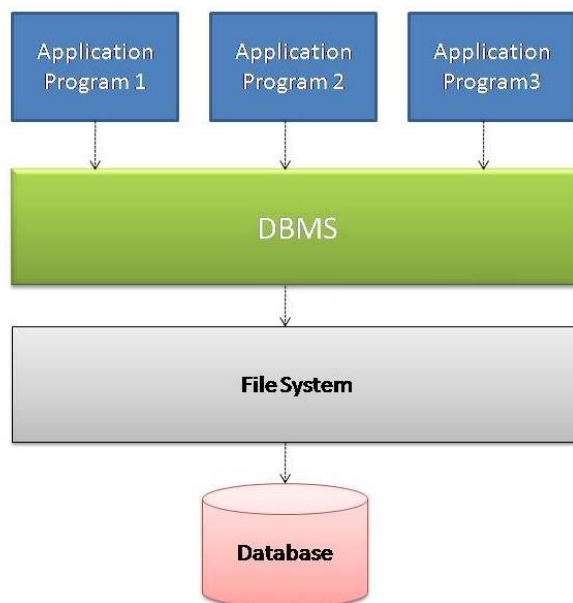 Application
Program 1
Application
Program 2
Application
Program3
DBMS
File System
Database